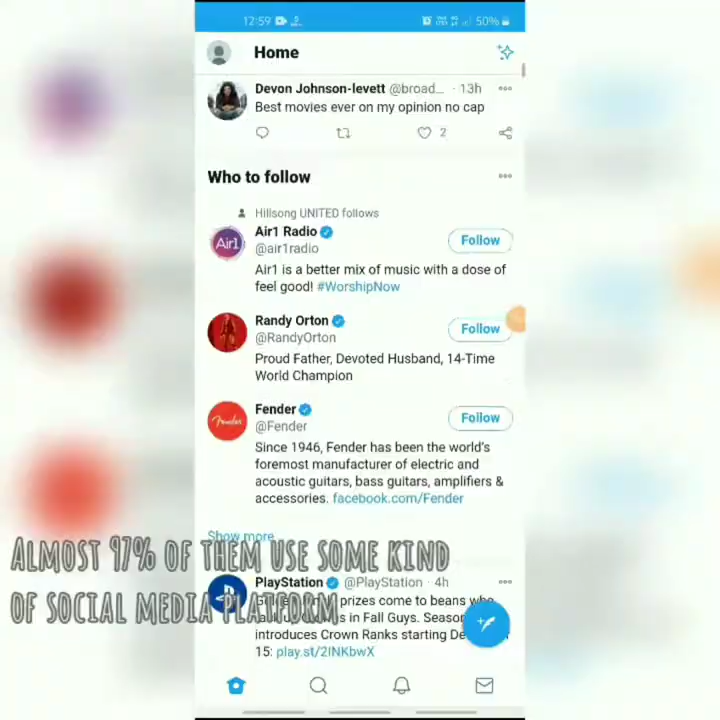 12:59
50%
Home
Devon Johnson-levett @broad... · 13h
Best movies ever on my opinion no cap
2
Who to follow
Hillsong UNITED follows
Air1
Air1 Radio
@air1radio
Follow
Air1 is a better mix of music with a dose of
feel good! #WorshipNow
Randy Orton
@RandyOrton
Follow
Proud Father, Devoted Husband, 14-Time
World Champion
Fender
Fender
@Fender
Follow
Since 1946, Fender has been the world's
foremost manufacturer of electric and
acoustic guitars, bass guitars, amplifiers &
accessories. facebook.com/Fender
Show more
ALMOST 97% OF THEM USE SOME KIND
OF SOCIAL MEDIA PLATFORM
PlayStation @PlayStation · 4h
prizes come to beans who
in Fall Guys. Season
introduces Crown Ranks starting De
15: play.st/2INKbwX